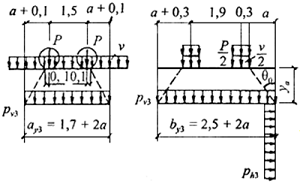 a + 0,1 1,5 a + 0,1
P P v
0,1 0,1
p_v3
a_y3 = 1,7 + 2a
a + 0,3 1,9 0,3 a
P/2 v/2
θ₀ y_a
p_v3
b_y3 = 2,5 + 2a
p_h3